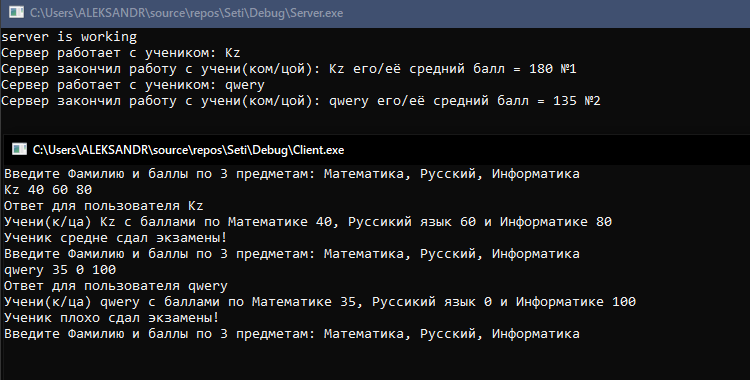 C:\Users\ALEKSANDR\source\repos\Seti\Debug\Server.exe
server is working
Сервер работает с учеником: Kz
Сервер закончил работу с учени(ком/цой): Kz его/её средний балл = 180 №1
Сервер работает с учеником: qwery
Сервер закончил работу с учени(ком/цой): qwery его/её средний балл = 135 №2
C:\Users\ALEKSANDR\source\repos\Seti\Debug\Client.exe
Введите Фамилию и баллы по 3 предметам: Математика, Русский, Информатика
Kz 40 60 80
Ответ для пользователя Kz
Учени(к/ца) Kz с баллами по Математике 40, Руссикий язык 60 и Информатике 80
Ученик средне сдал экзамены!
Введите Фамилию и баллы по 3 предметам: Математика, Русский, Информатика
qwery 35 0 100
Ответ для пользователя qwery
Учени(к/ца) qwery с баллами по Математике 35, Руссикий язык 0 и Информатике 100
Ученик плохо сдал экзамены!
Введите Фамилию и баллы по 3 предметам: Математика, Русский, Информатика